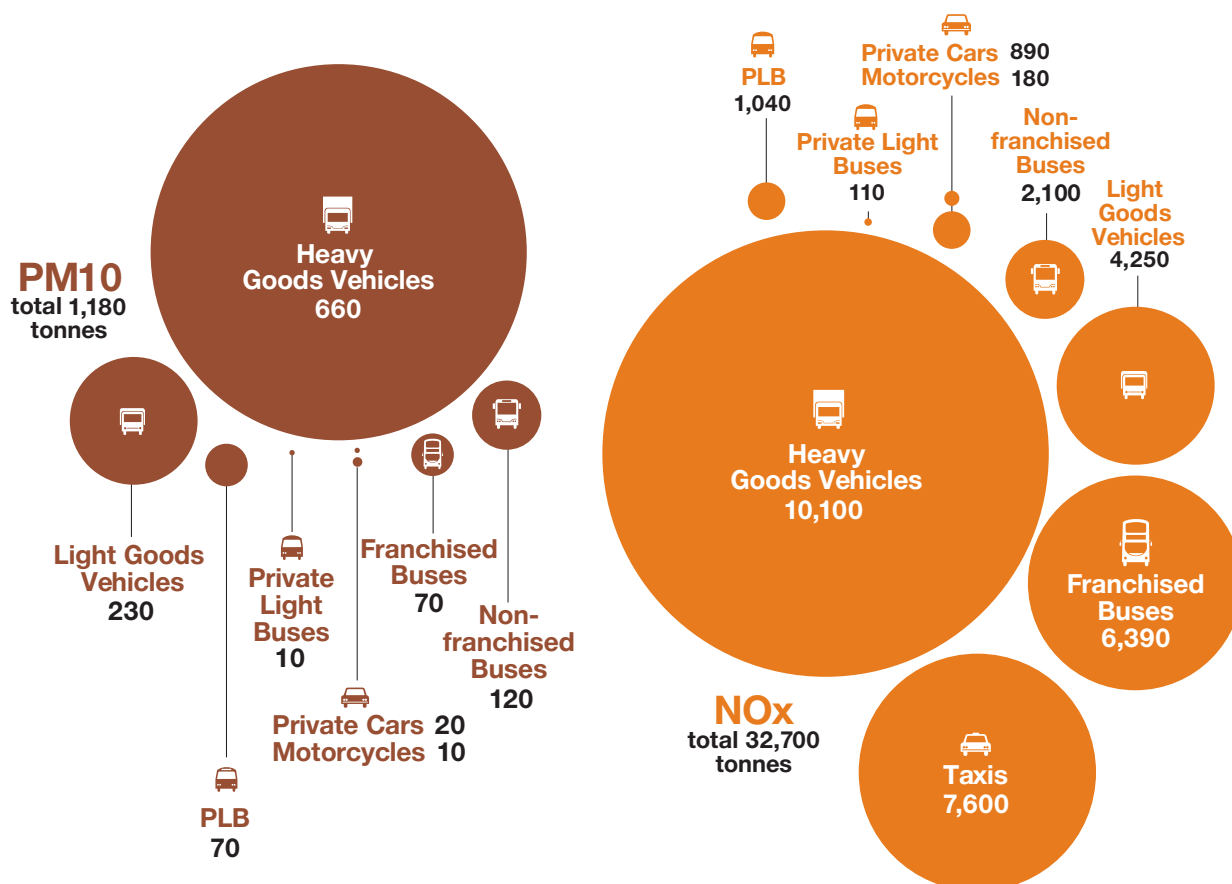 PM10
total 1,180
tonnes
Heavy
Goods Vehicles
660
Light Goods
Vehicles
230
PLB
70
Private
Light
Buses
10
Private Cars 20
Motorcycles 10
Franchised
Buses
70
Non-
franchised
Buses
120
NOx
total 32,700
tonnes
PLB
1,040
Private Light
Buses
110
Private Cars 890
Motorcycles 180
Non-
franchised
Buses
2,100
Light
Goods
Vehicles
4,250
Heavy
Goods Vehicles
10,100
Franchised
Buses
6,390
Taxis
7,600